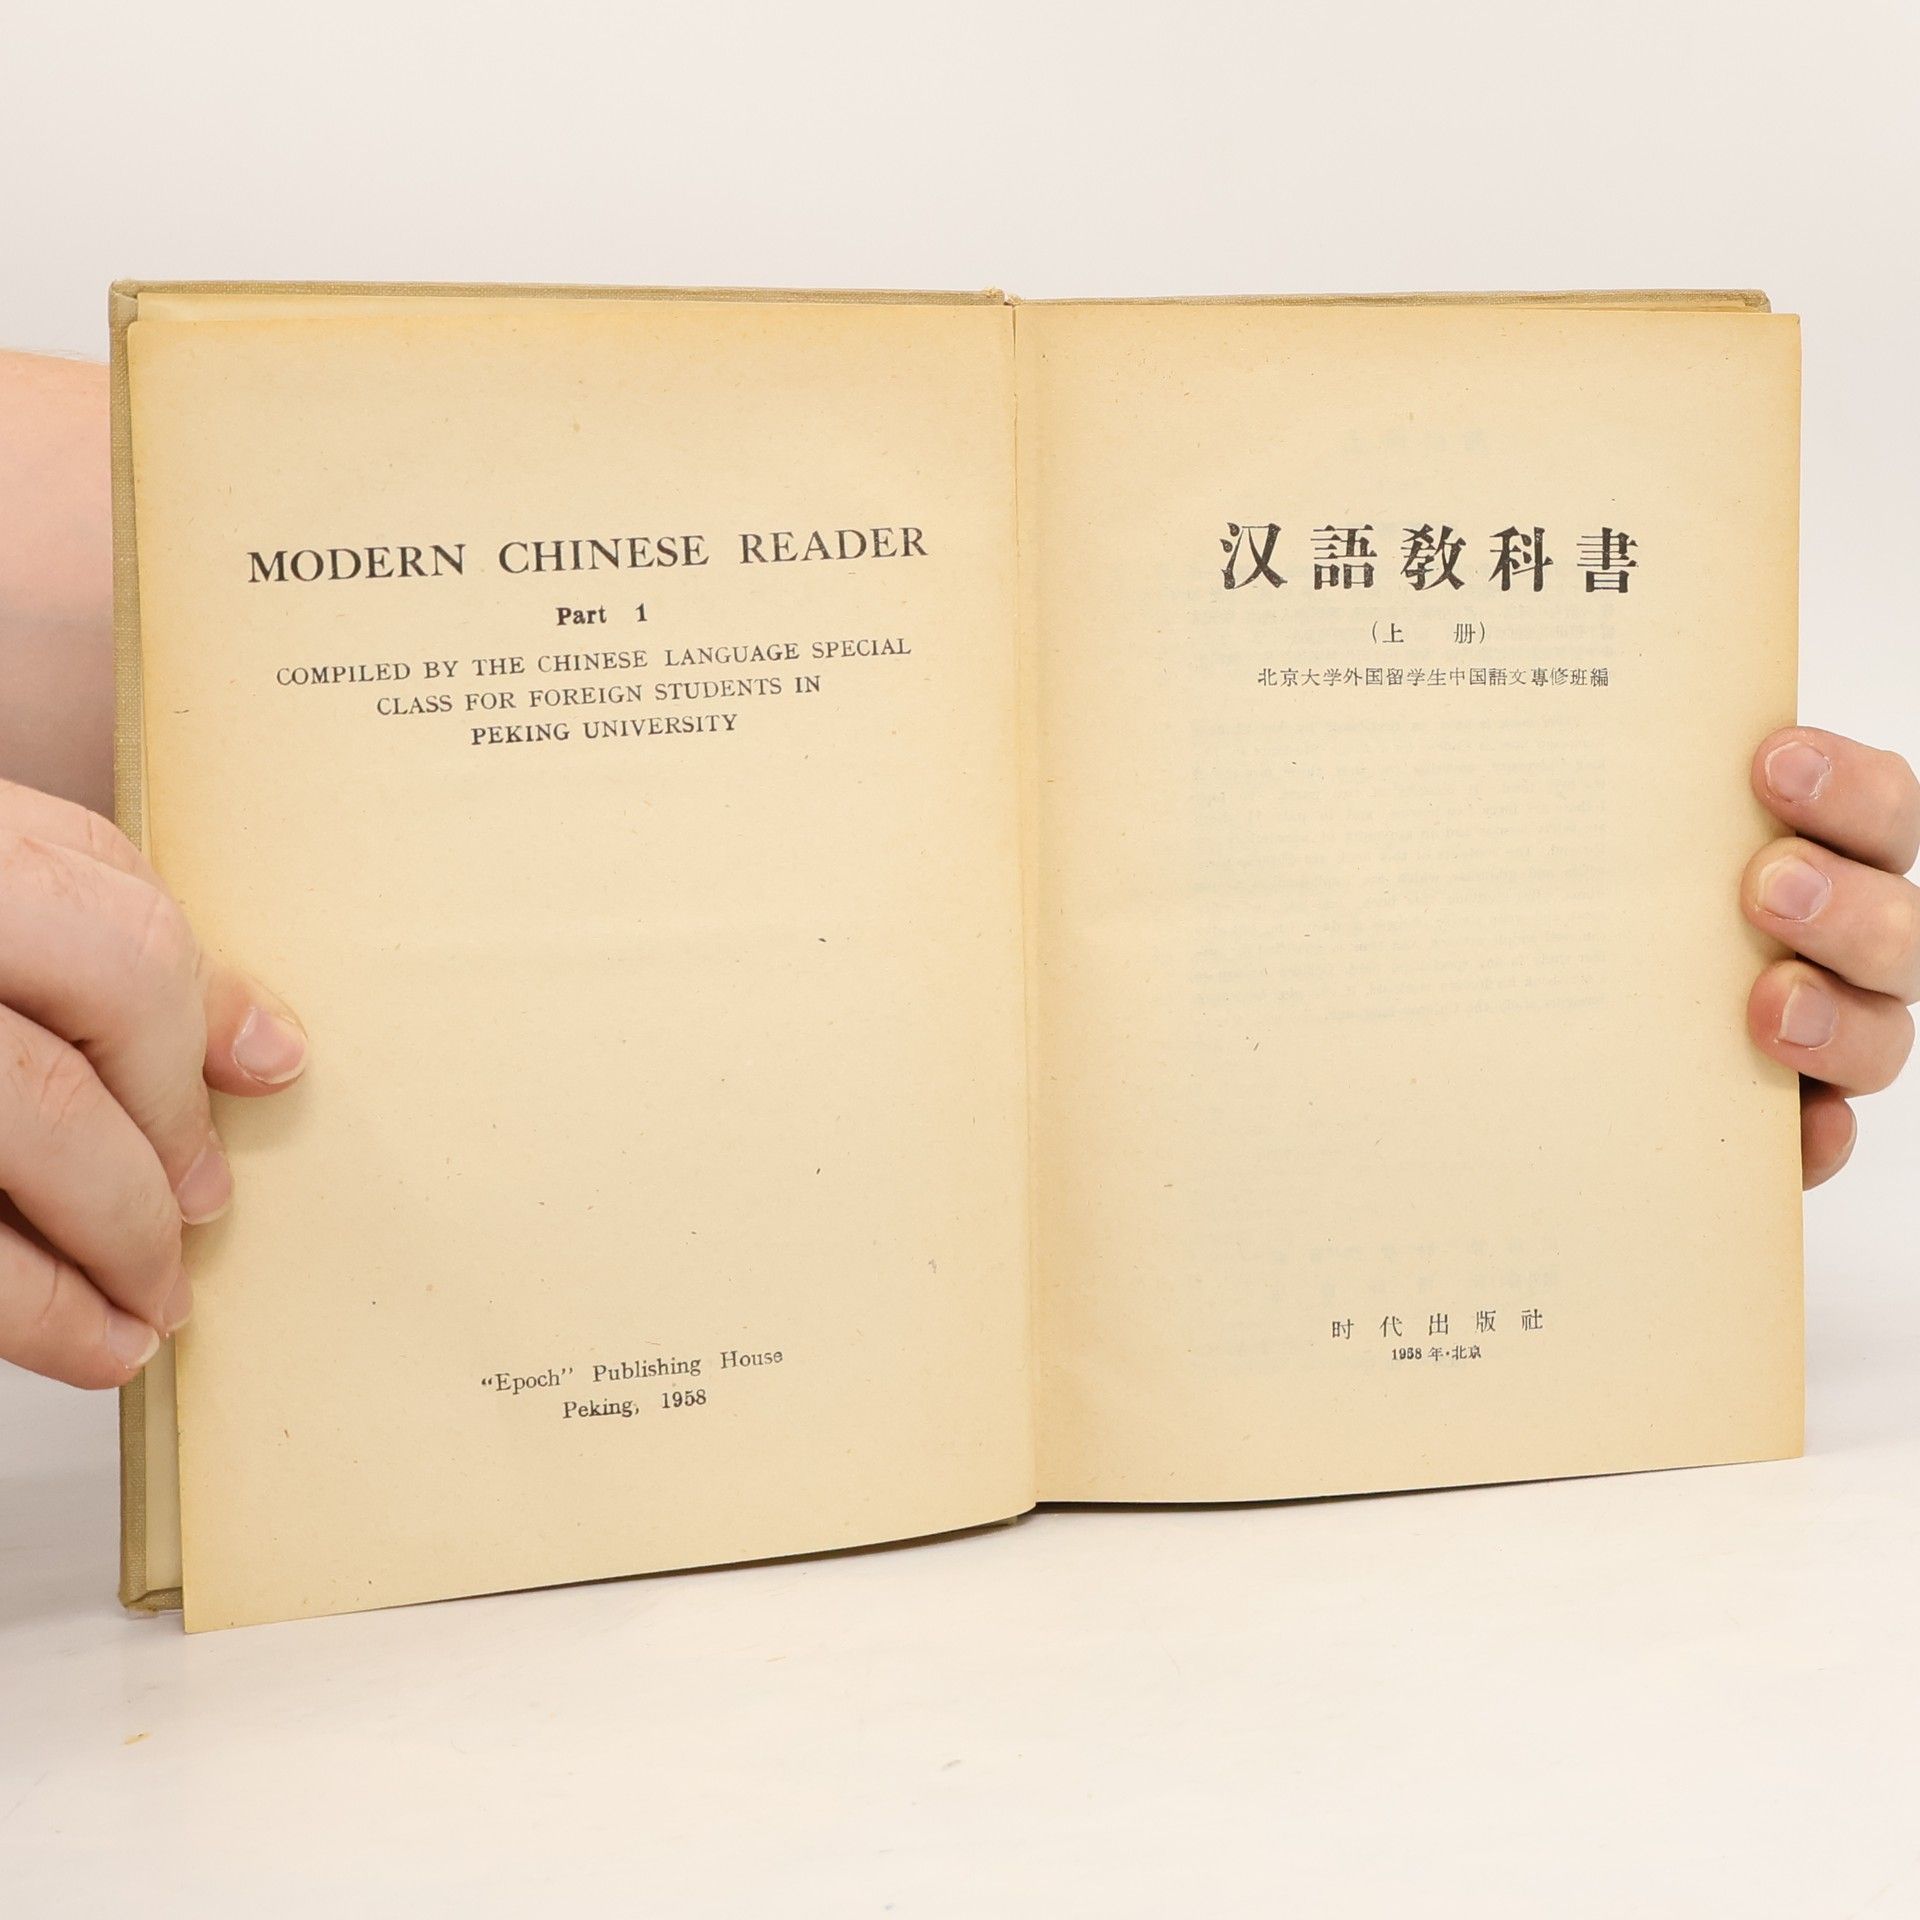 MODERN CHINESE READER
Part 1
COMPILED BY THE CHINESE LANGUAGE SPECIAL
CLASS FOR FOREIGN STUDENTS IN
PEKING UNIVERSITY
“Epoch” Publishing House
Peking, 1958
汉語教科書
（上 册）
北京大学外国留学生中国語文專修班編
时代出版社
1958 年·北京